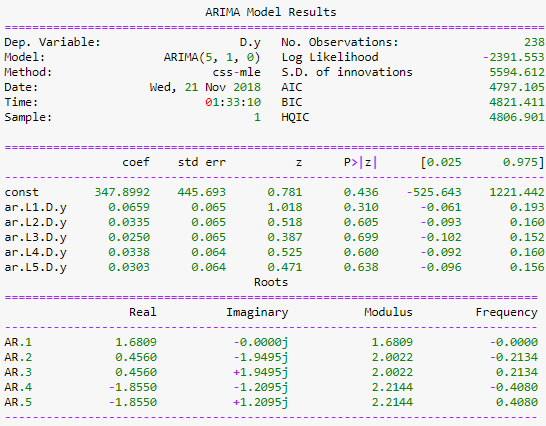 ARIMA Model Results
==============================================================================
Dep. Variable: D.y No. Observations: 238
Model: ARIMA(5, 1, 0) Log Likelihood -2391.553
Method: css-mle S.D. of innovations 5594.612
Date: Wed, 21 Nov 2018 AIC 4797.105
Time: 01:33:10 BIC 4821.411
Sample: 1 HQIC 4806.901
==============================================================================
coef std err z P>|z| [0.025 0.975]
------------------------------------------------------------------------------
const 347.8992 445.693 0.781 0.436 -525.643 1221.442
ar.L1.D.y 0.0659 0.065 1.018 0.310 -0.061 0.193
ar.L2.D.y 0.0335 0.065 0.518 0.605 -0.093 0.160
ar.L3.D.y 0.0250 0.065 0.387 0.699 -0.102 0.152
ar.L4.D.y 0.0338 0.064 0.525 0.600 -0.092 0.160
ar.L5.D.y 0.0303 0.064 0.471 0.638 -0.096 0.156
Roots
=============================================================================
Real Imaginary Modulus Frequency
-----------------------------------------------------------------------------
AR.1 1.6809 -0.0000j 1.6809 -0.0000
AR.2 0.4560 -1.9495j 2.0022 -0.2134
AR.3 0.4560 +1.9495j 2.0022 0.2134
AR.4 -1.8550 -1.2095j 2.2144 -0.4080
AR.5 -1.8550 +1.2095j 2.2144 0.4080
-----------------------------------------------------------------------------